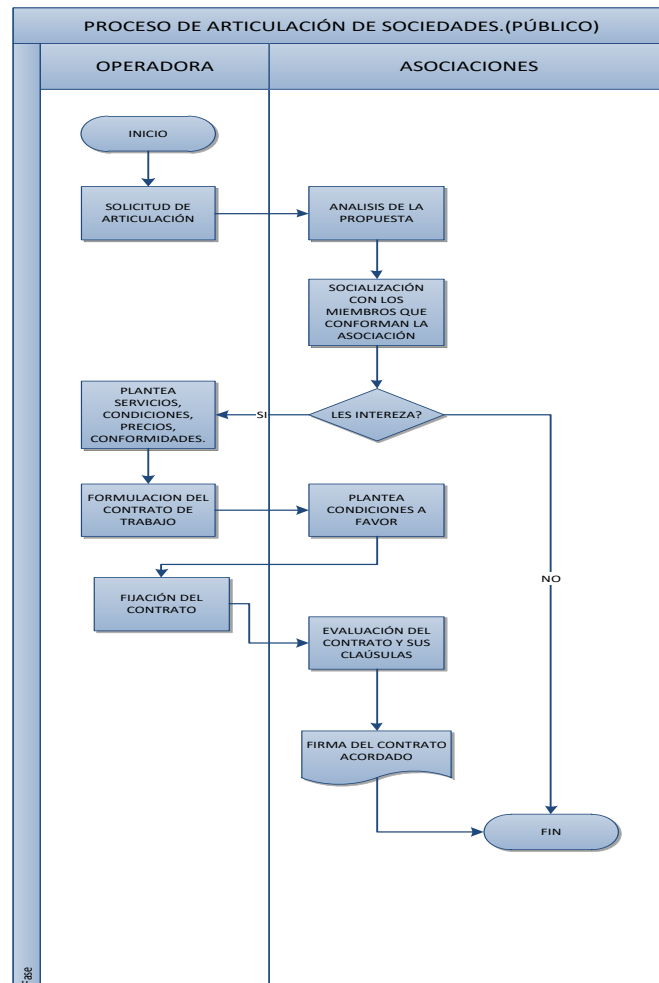 PROCESO DE ARTICULACIÓN DE SOCIEDADES.(PÚBLICO)
OPERADORA
ASOCIACIONES
INICIO
SOLICITUD DE
ARTICULACIÓN
ANALISIS DE LA
PROPUESTA
SOCIALIZACIÓN
CON LOS
MIEMBROS QUE
CONFORMAN LA
ASOCIACIÓN
LES INTEREZA?
SI
PLANTEA
SERVICIOS,
CONDICIONES,
PRECIOS,
CONFORMIDADES.
FORMULACION DEL
CONTRATO DE
TRABAJO
PLANTEA
CONDICIONES A
FAVOR
NO
FIJACIÓN DEL
CONTRATO
EVALUACIÓN DEL
CONTRATO Y SUS
CLAÚSULAS
FIRMA DEL CONTRATO
ACORDADO
FIN
Fase